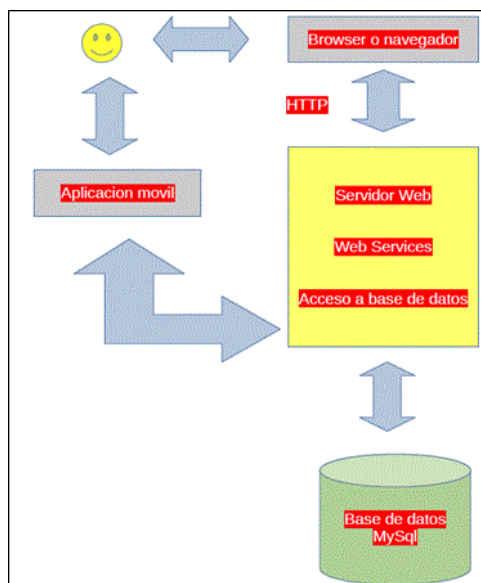 Browser o navegador
HTTP
Aplicacion movil
Servidor Web
Web Services
Acceso a base de datos
Base de datos
MySql